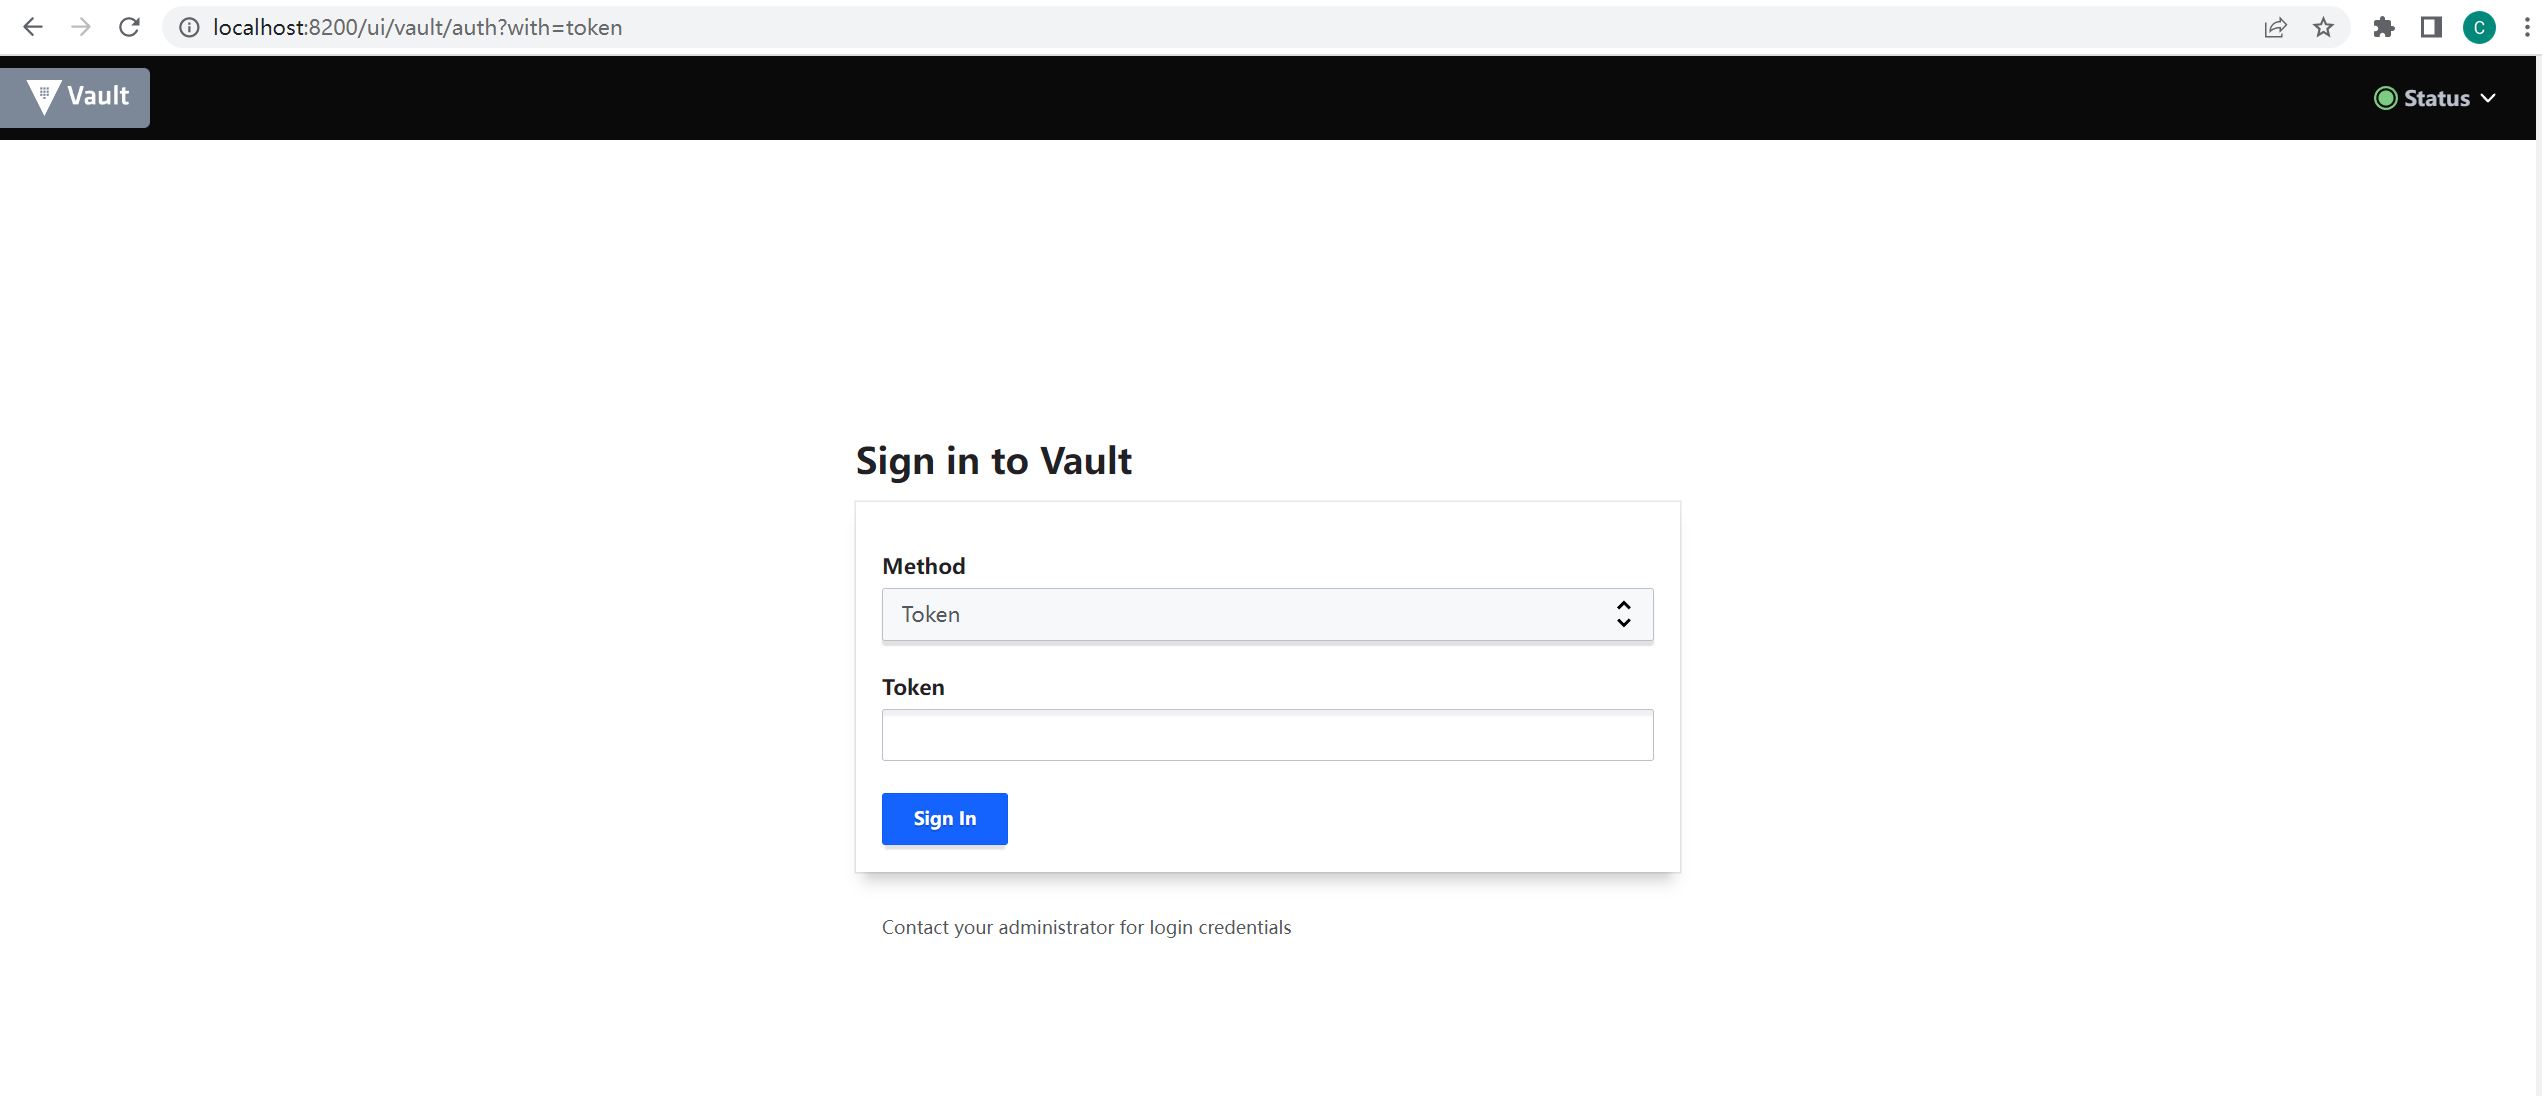 localhost:8200/ui/vault/auth?with=token
C
Vault
Status
Sign in to Vault
Method
Token
Token
Sign In
Contact your administrator for login credentials